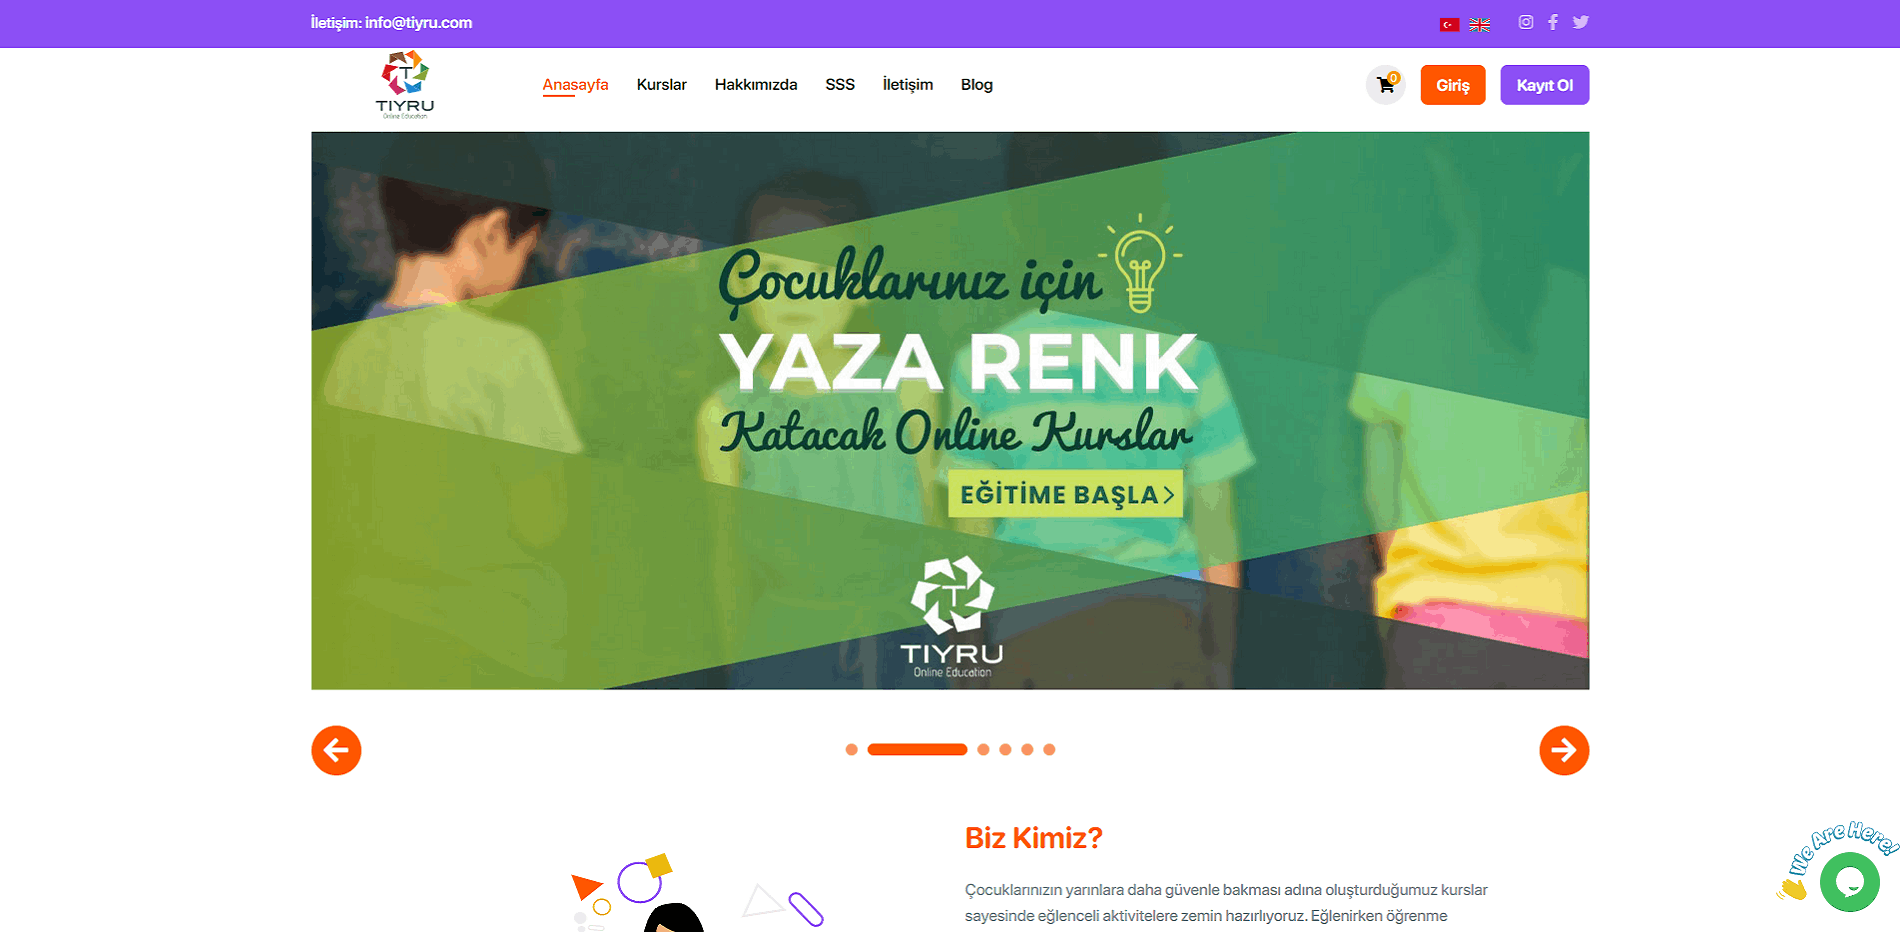 İletişim: info@tiyru.com
TIYRU
Online Education
Anasayfa
Kurslar
Hakkımızda
SSS
İletişim
Blog
0
Giriş
Kayıt Ol
Çocuklarınız için
YAZA RENK
Katacak Online Kurslar
EĞİTİME BAŞLA
T
TIYRU
Online Education
Biz Kimiz?
Çocuklarınızın yarınlara daha güvenle bakması adına oluşturduğumuz kurslar
sayesinde eğlenceli aktivitelere zemin hazırlıyoruz. Eğlenirken öğrenme
We Are Here!